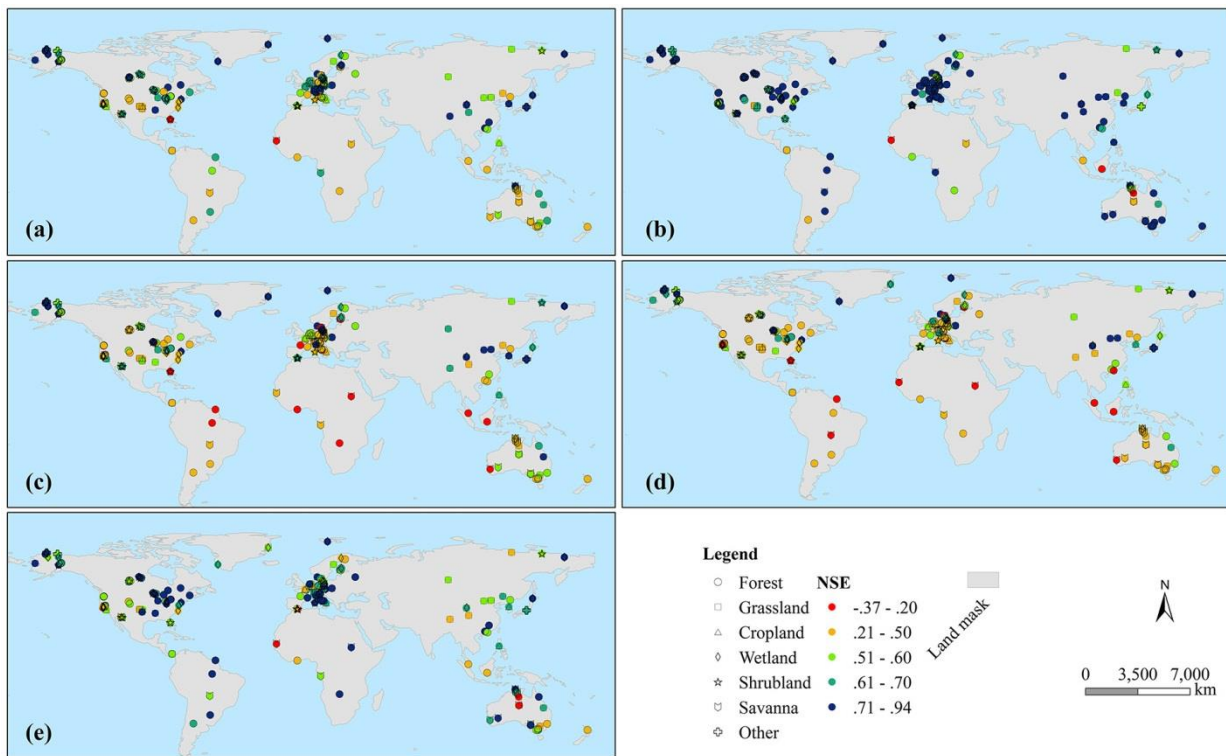 (a)
(b)
(c)
(d)
(e)
Legend
Forest NSE
Grassland -.37 - .20
Cropland .21 - .50
Wetland .51 - .60
Shrubland .61 - .70
Savanna .71 - .94
Other
Land mask
N
0 3,500 7,000
km